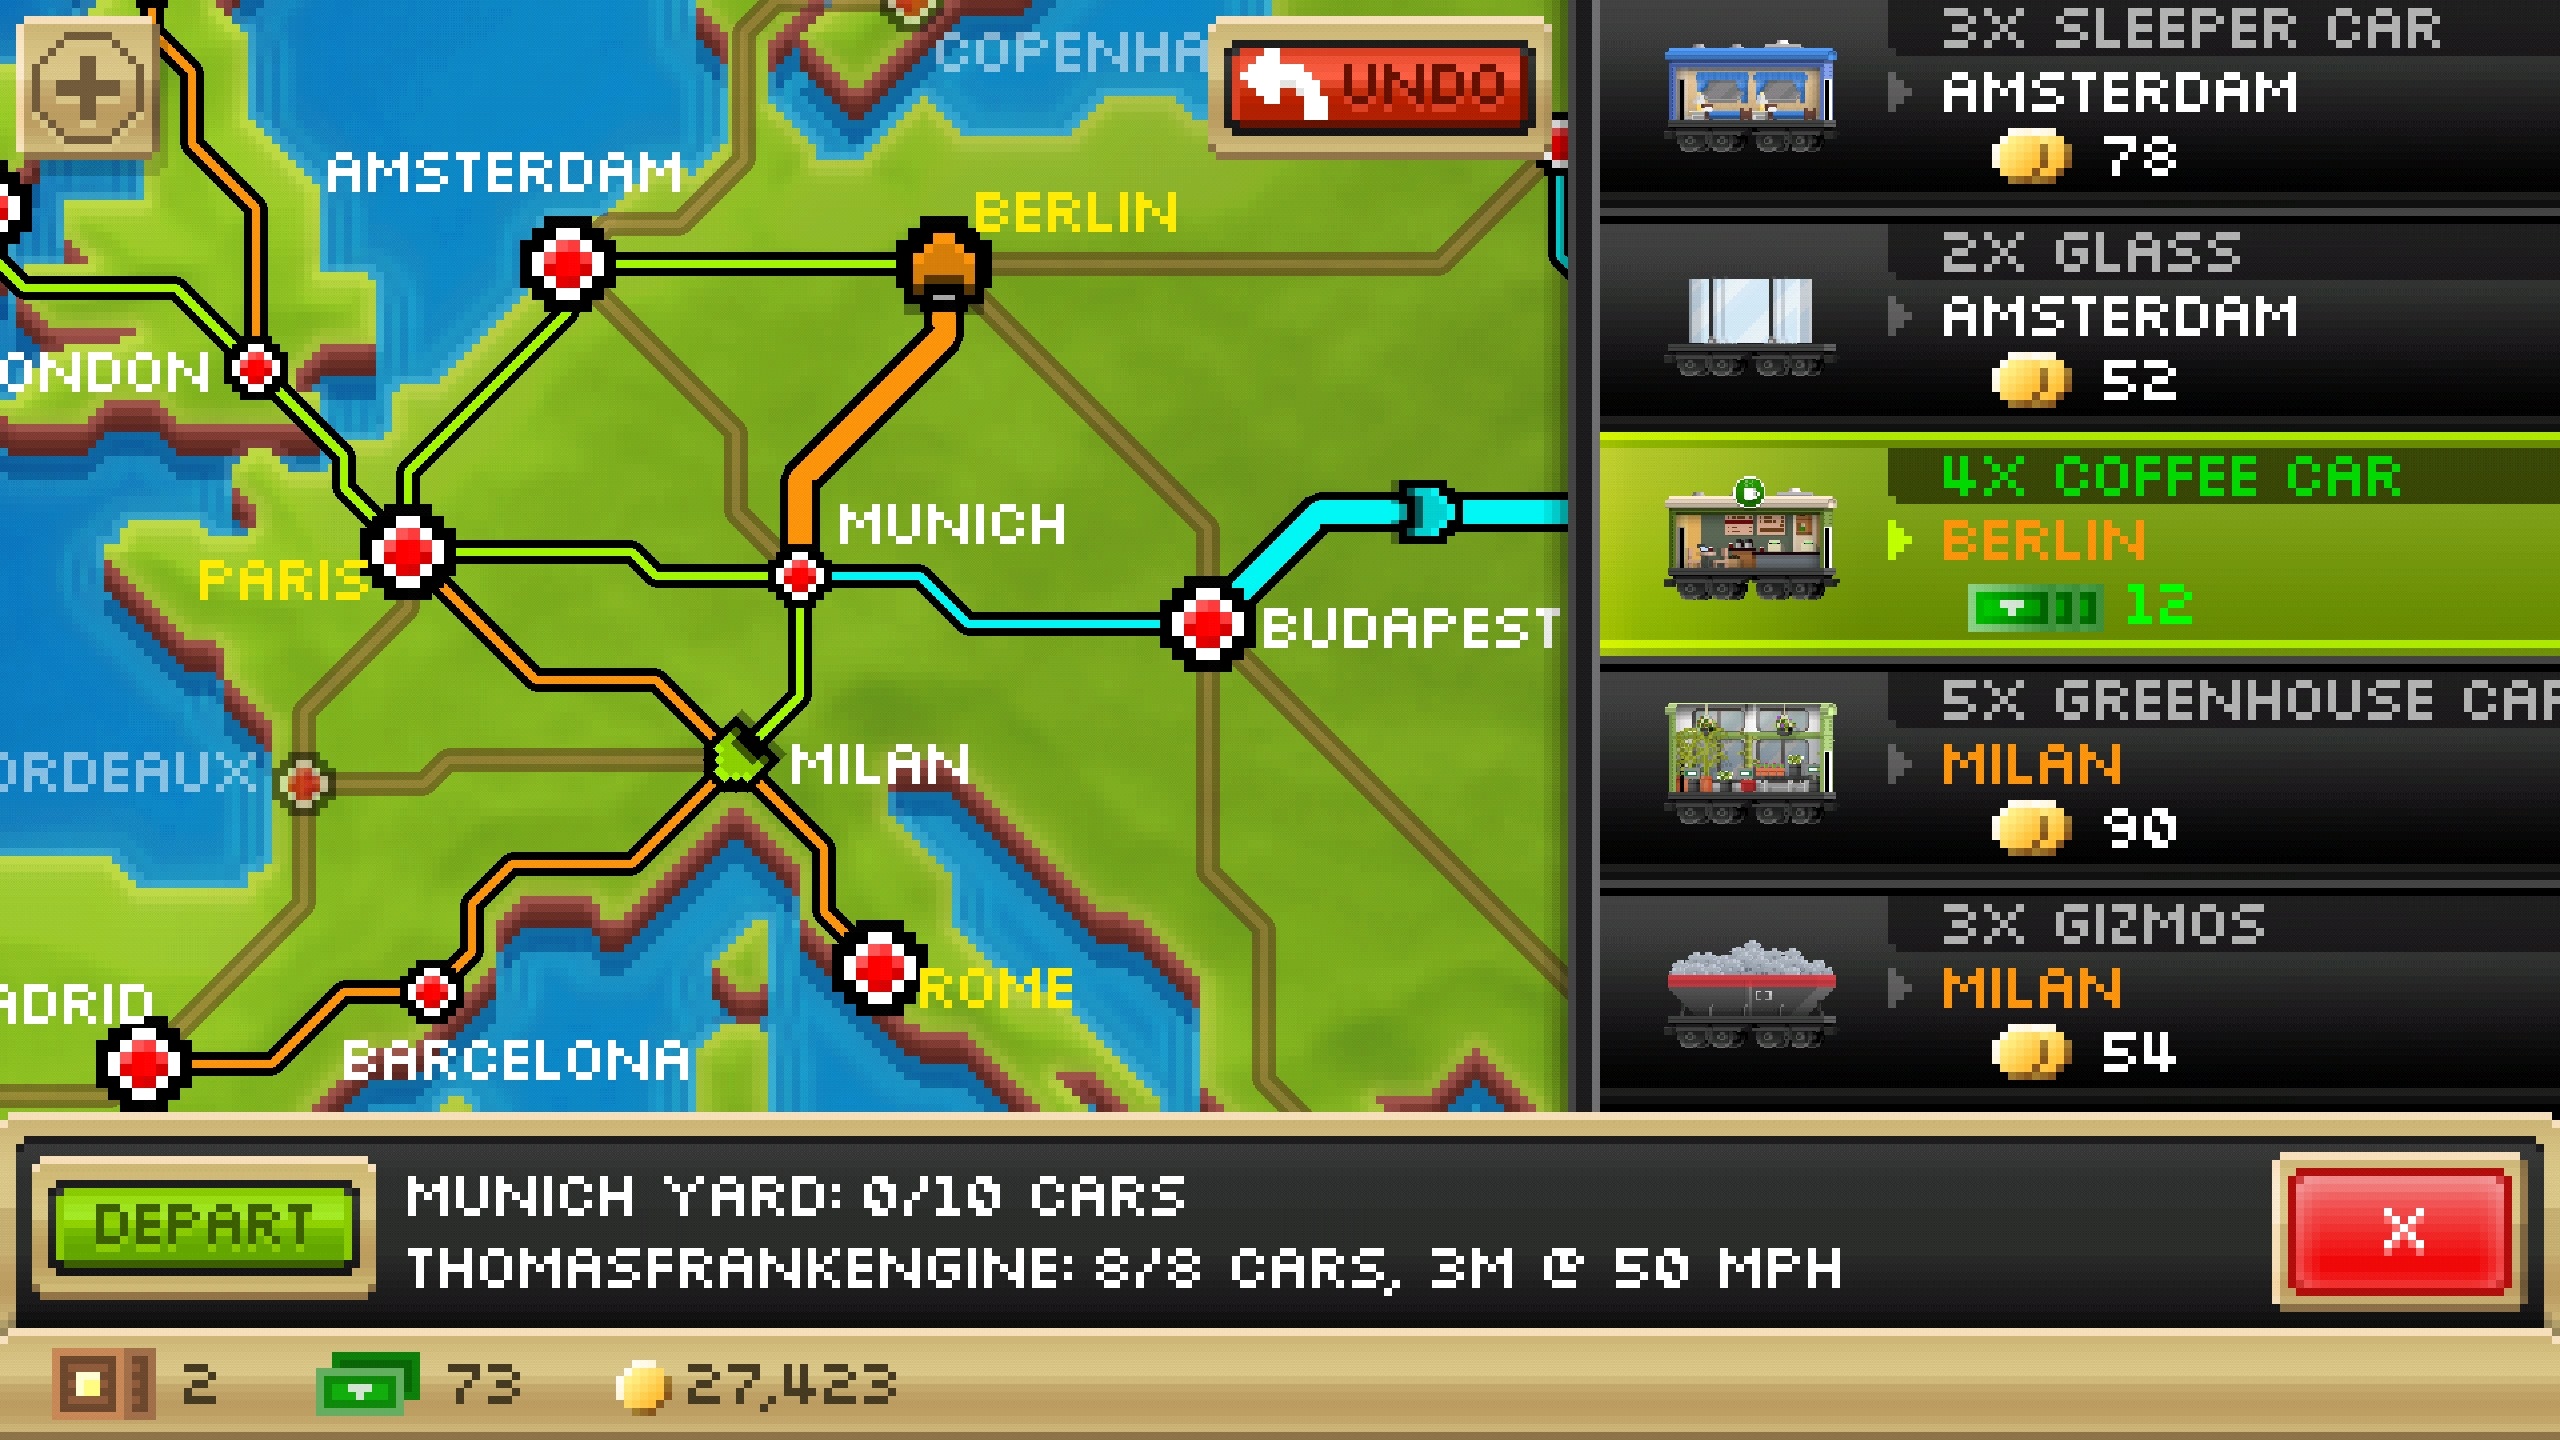 COPENHA
UNDO
AMSTERDAM
BERLIN
ONDON
MUNICH
PARIS
BUDAPEST
MILAN
ORDEAUX
ROME
ADRID
BARCELONA
3X SLEEPER CAR
AMSTERDAM
78
2X GLASS
AMSTERDAM
52
4X COFFEE CAR
BERLIN
12
5X GREENHOUSE CAR
MILAN
90
3X GIZMOS
MILAN
54
DEPART
MUNICH YARD: 0/10 CARS
THOMASFRANKENGINE: 8/8 CARS, 3M @ 50 MPH
X
2
73
27,423